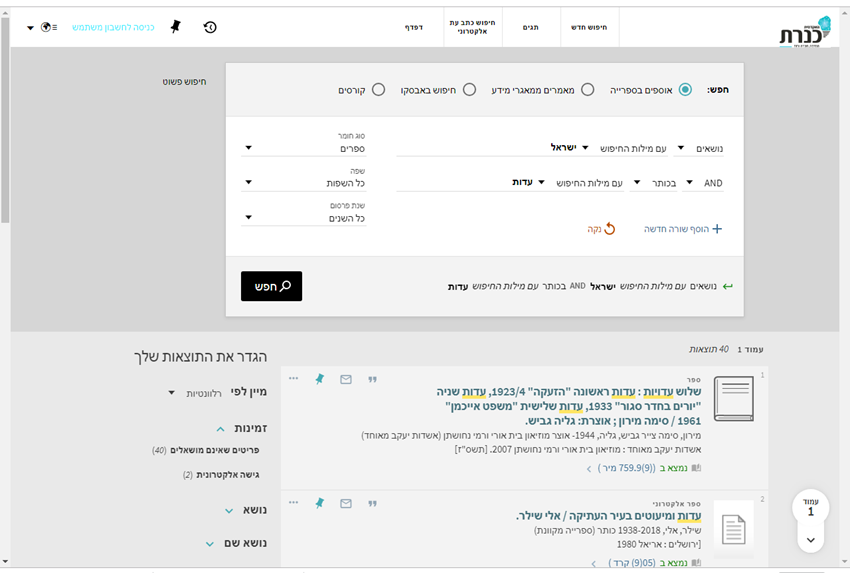 כנרת
חיפוש חדש
תגים
חיפוש כתב עת אלקטרוני
דפדף
כניסה לחשבון משתמש
חיפוש פשוט
חפש: אוספים בספרייה מאמרים ממאגרי מידע חיפוש באבסקו קורסים
נושאים עם מילות החיפוש ישראל
AND בכותר עם מילות החיפוש עדות
סוג חומר
ספרים
שפה
כל השפות
שנת פרסום
כל השנים
הוסף שורה חדשה נקה
נושאים עם מילות החיפוש ישראל AND בכותר עם מילות החיפוש עדות
חפש
עמוד 1 40 תוצאות
1
ספר
שלוש עדויות : עדות ראשונה "הזעקה" 1923/4, עדות שניה
"יורים בחדר סגור" 1933, עדות שלישית "משפט אייכמן"
1961 / סימה מירון ; אוצרת: גליה גביש.
מירון, סימה צייר גביש, גליה, 1944- אוצר מוזיאון בית אורי ורמי נחושתן (אשדות יעקב מאוחד)
אשדות יעקב מאוחד : מוזיאון בית אורי ורמי נחושתן 2007. [תשס"ז]
נמצא ב (759.9(9) מיר )
2
ספר אלקטרוני
עדות ומיעוטים בעיר העתיקה / אלי שילר.
שילר, אלי, 1938-2018 כותר (ספרייה מקוונת)
[ירושלים : אריאל 1980
נמצא ב (05(9) קרד )
הגדר את התוצאות שלך
מיין לפי רלוונטיות
זמינות
פריטים שאינם מושאלים (40)
גישה אלקטרונית (2)
נושא
נושא שם
עמוד
1